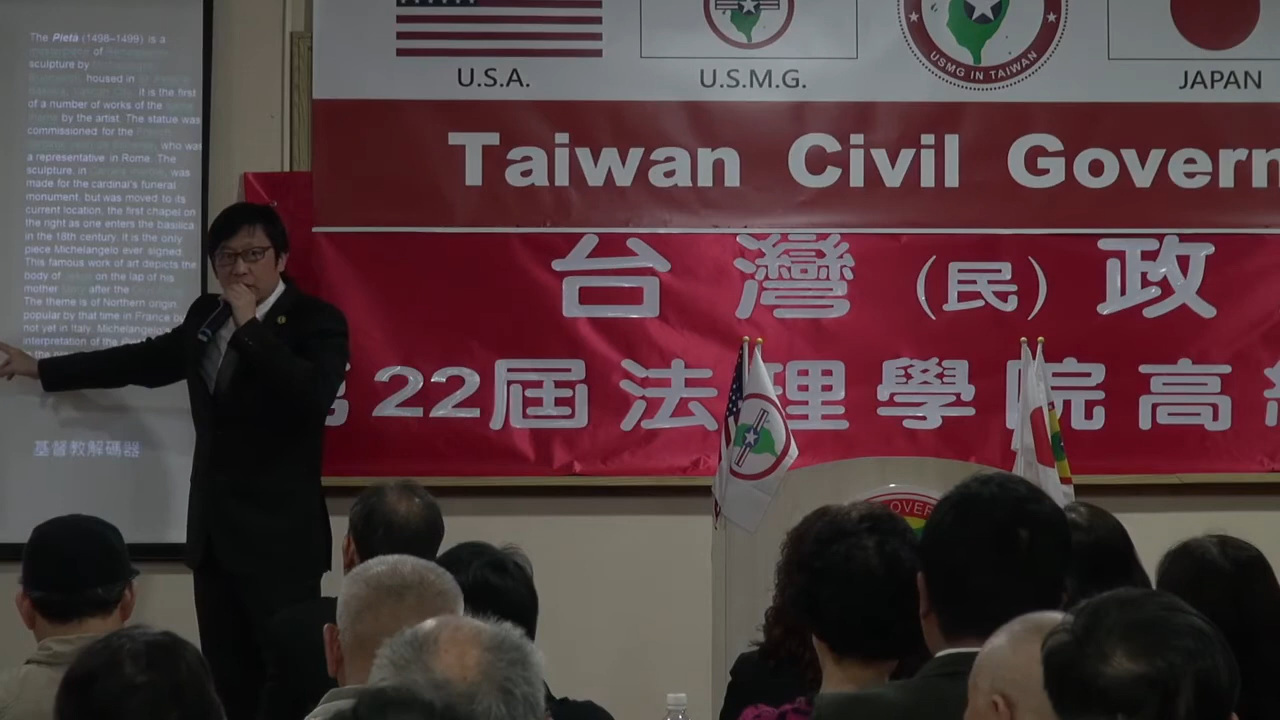 The Pietà (1498–1499) is a
of
sculpture by
housed in
it is the first
of a number of works of the
by the artist. The statue was
commissioned for the
who was
a representative in Rome. The
sculpture, in was
made for the cardinal's funeral
monument, but was moved to its
current location, the first chapel on
the right as one enters the basilica
in the 18th century. it is the only
piece Michelangelo ever signed.
This famous work of art depicts the
body of on the lap of his
mother after the
The theme is of Northern origin,
popular by that time in France but
not yet in Italy. Michelangelo's
interpretation of the
基督教解碼器
U.S.A.
U.S.M.G.
USMG IN TAIWAN
JAPAN
Taiwan Civil Govern
台灣(民)政
22屆法理學院高
OVER